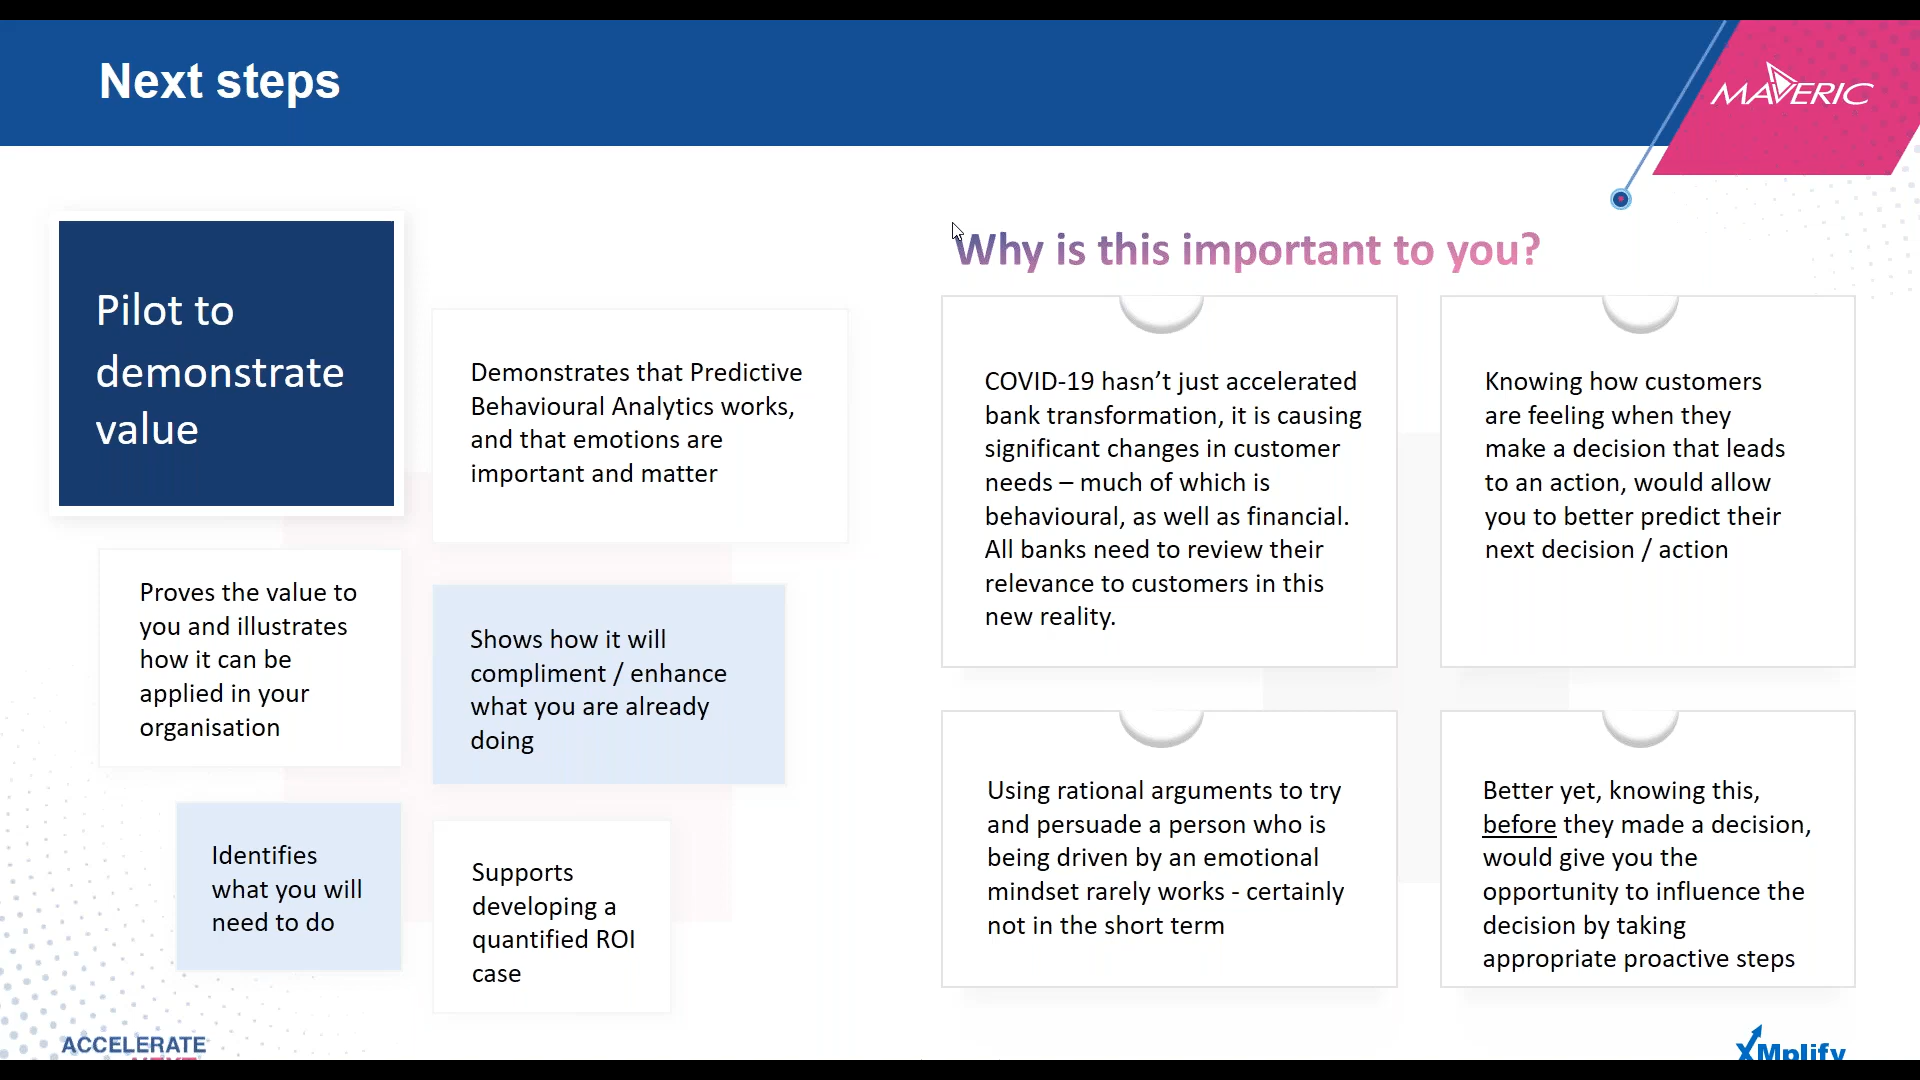 Next steps
MAVERIC
Pilot to
demonstrate
value
Demonstrates that Predictive
Behavioural Analytics works,
and that emotions are
important and matter
Proves the value to
you and illustrates
how it can be
applied in your
organisation
Shows how it will
compliment / enhance
what you are already
doing
Identifies
what you will
need to do
Supports
developing a
quantified ROI
case
Why is this important to you?
COVID-19 hasn’t just accelerated
bank transformation, it is causing
significant changes in customer
needs – much of which is
behavioural, as well as financial.
All banks need to review their
relevance to customers in this
new reality.
Knowing how customers
are feeling when they
make a decision that leads
to an action, would allow
you to better predict their
next decision / action
Using rational arguments to try
and persuade a person who is
being driven by an emotional
mindset rarely works - certainly
not in the short term
Better yet, knowing this,
before they made a decision,
would give you the
opportunity to influence the
decision by taking
appropriate proactive steps
ACCELERATE
NEXT
XMplify